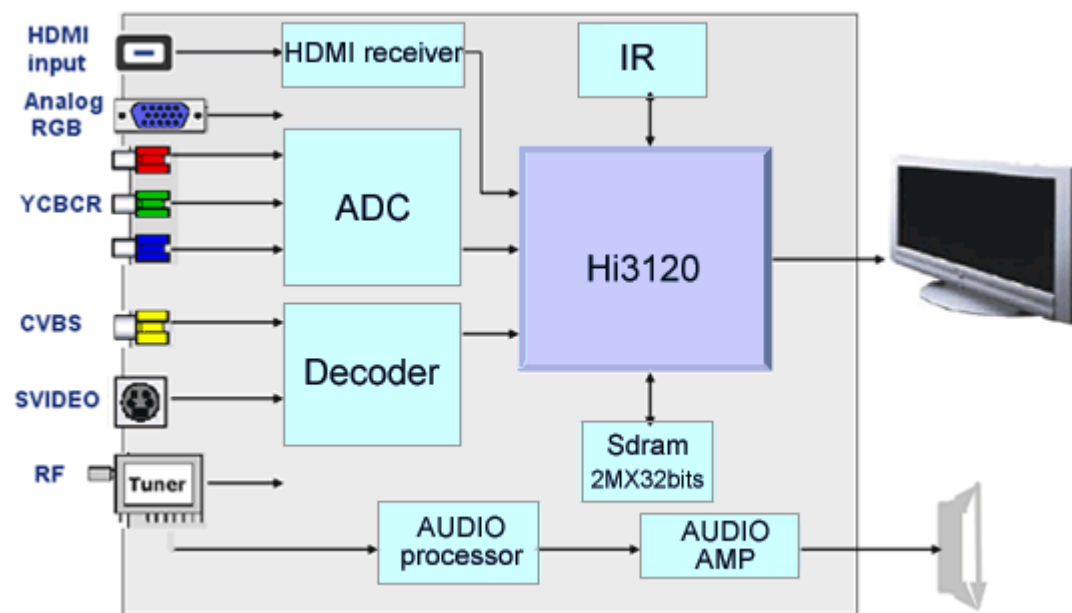 HDMI
input
HDMI receiver
IR
Analog
RGB
ADC
YCBCR
Hi3120
CVBS
Decoder
SVIDEO
Sdram
2MX32bits
RF
Tuner
AUDIO
processor
AUDIO
AMP